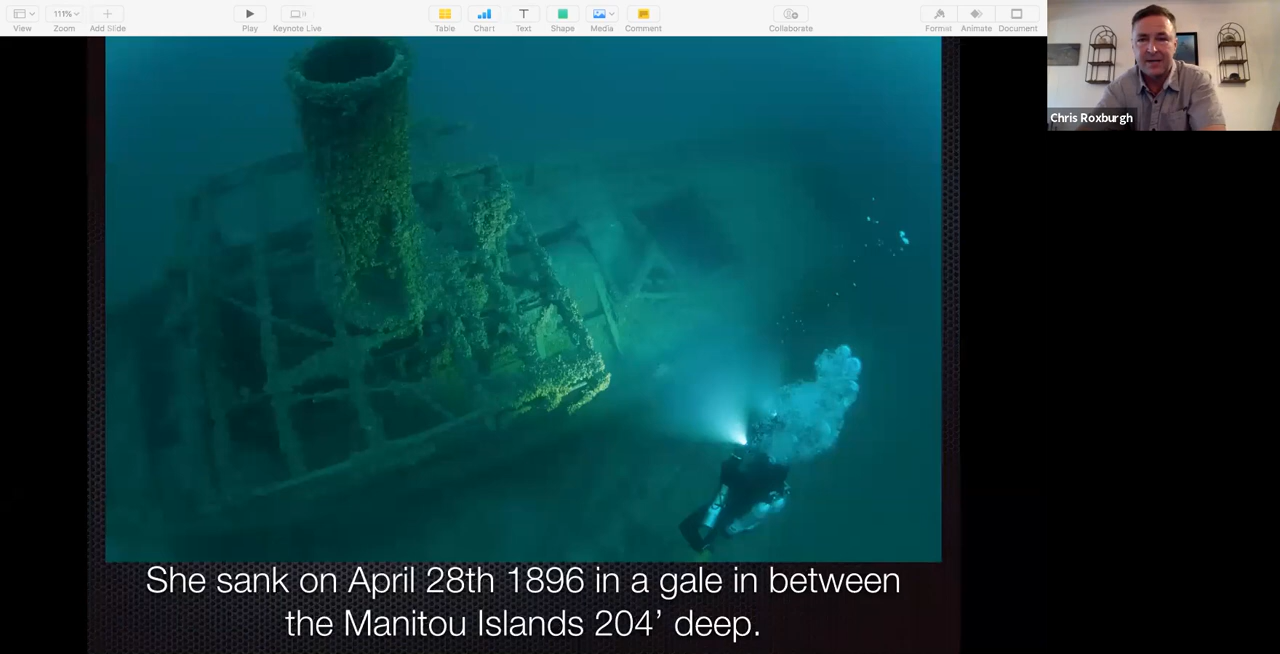 View
111%
Zoom
Add Slide
Play
Keynote Live
Table
Chart
Text
Shape
Media
Comment
Collaborate
Format
Animate
Document
Chris Roxburgh
She sank on April 28th 1896 in a gale in between
the Manitou Islands 204’ deep.